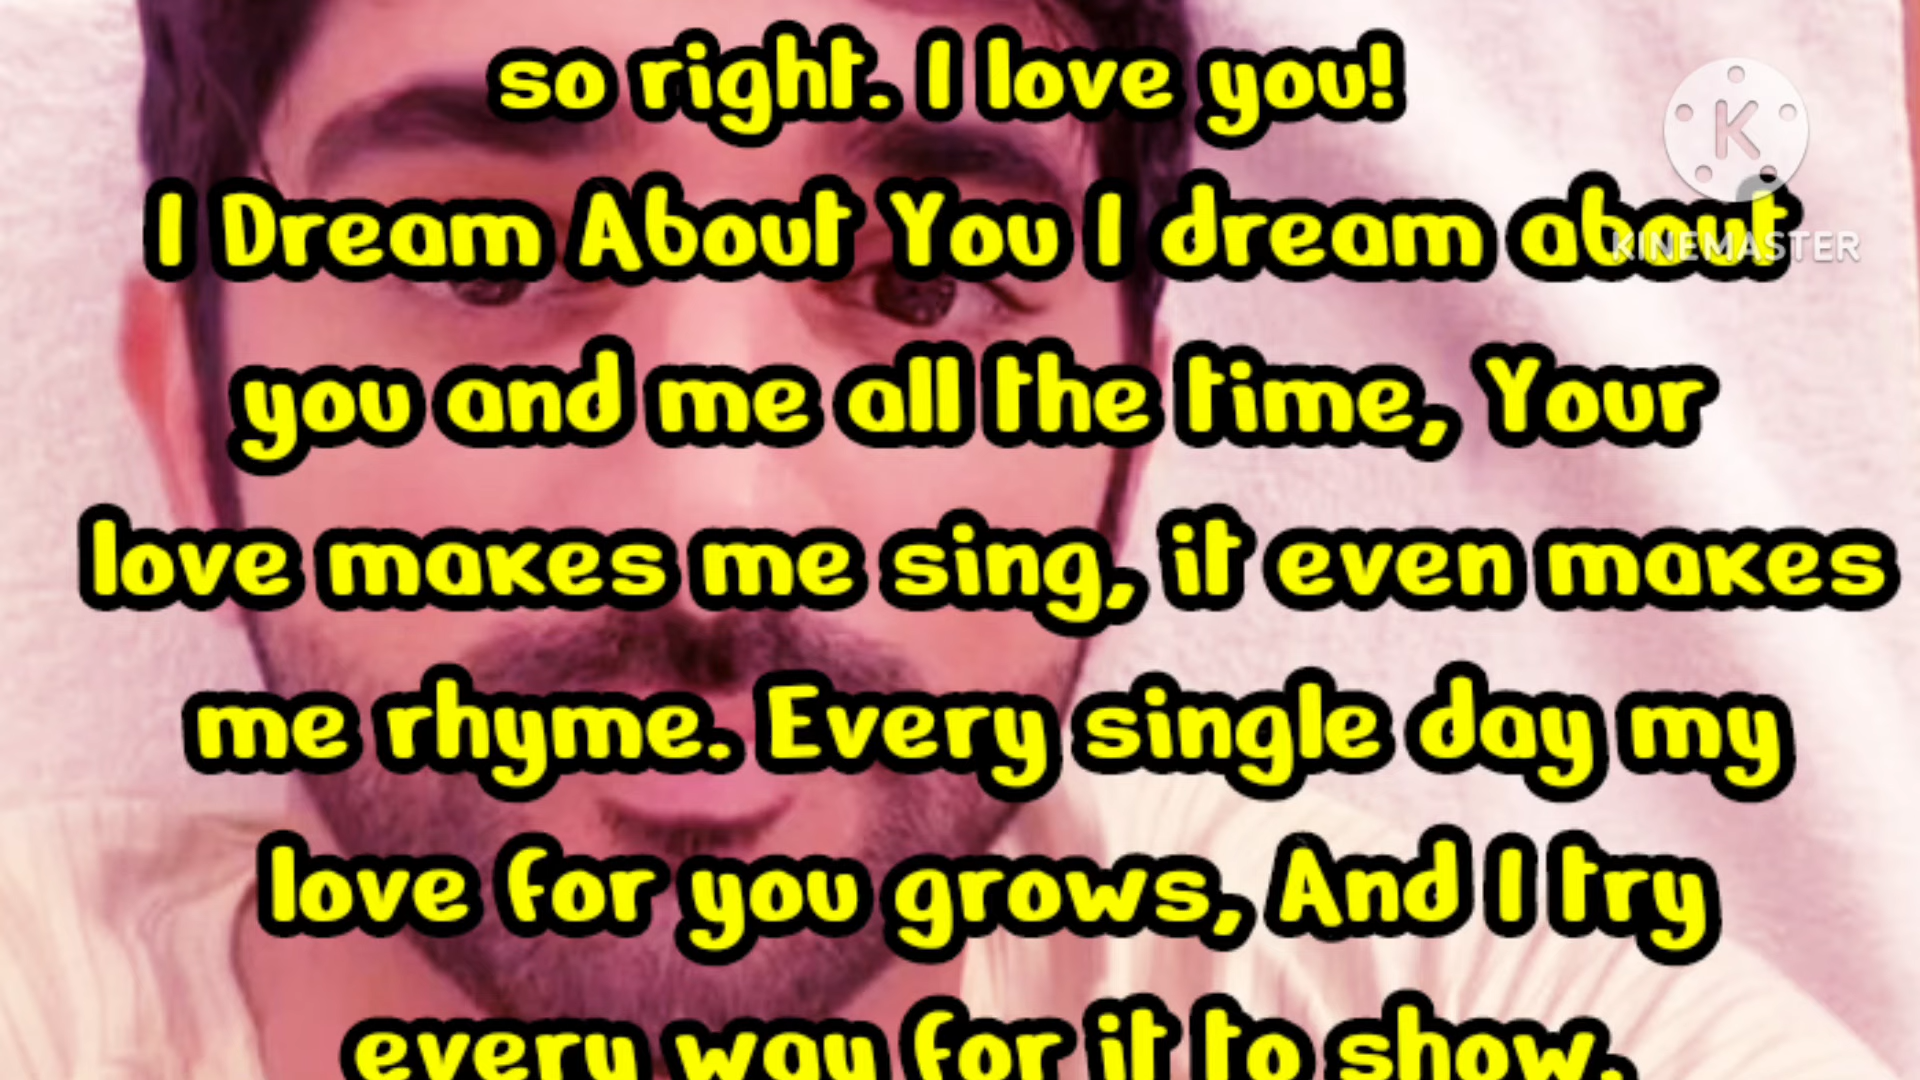 so right. I love you!
I Dream About You I dream about
you and me all the time, Your
love makes me sing, it even makes
me rhyme. Every single day my
love for you grows, And I try
every way for it to show.
K
KINEMASTER